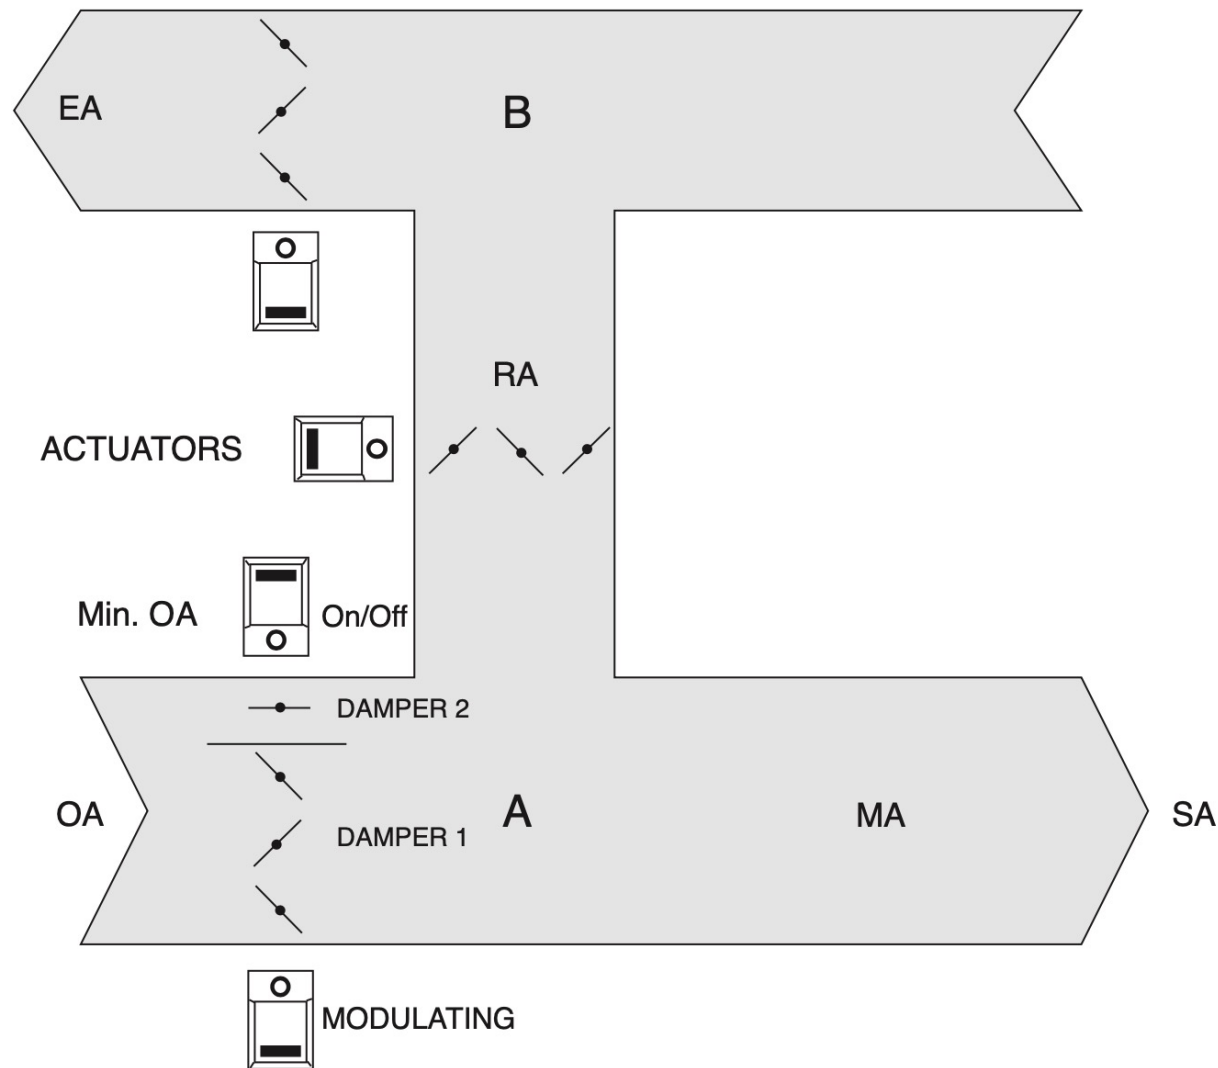 EA
B
RA
ACTUATORS
Min. OA
On/Off
DAMPER 2
OA
A
MA
SA
DAMPER 1
MODULATING